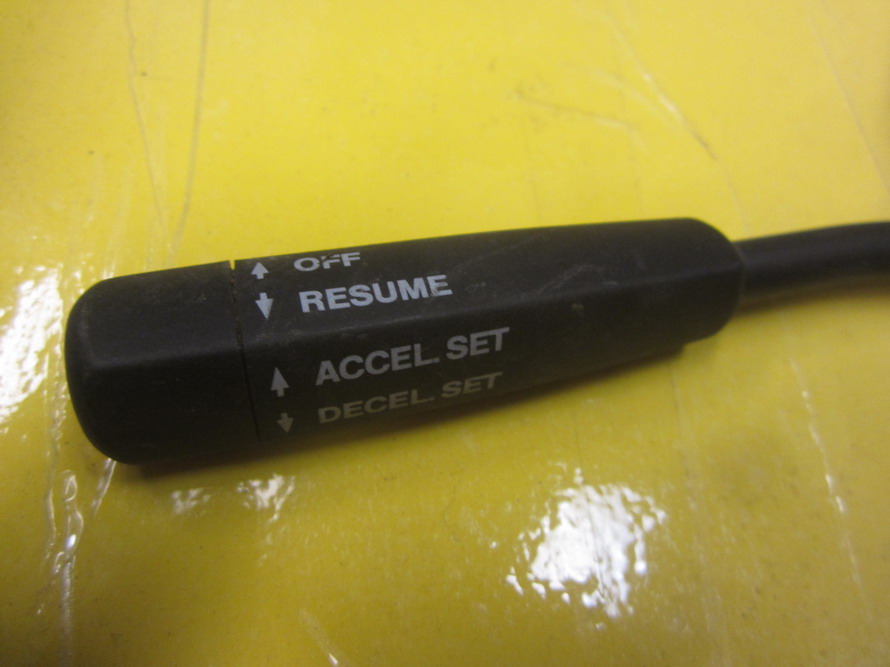 ↑ OFF
↓ RESUME
↑ ACCEL. SET
↓ DECEL. SET